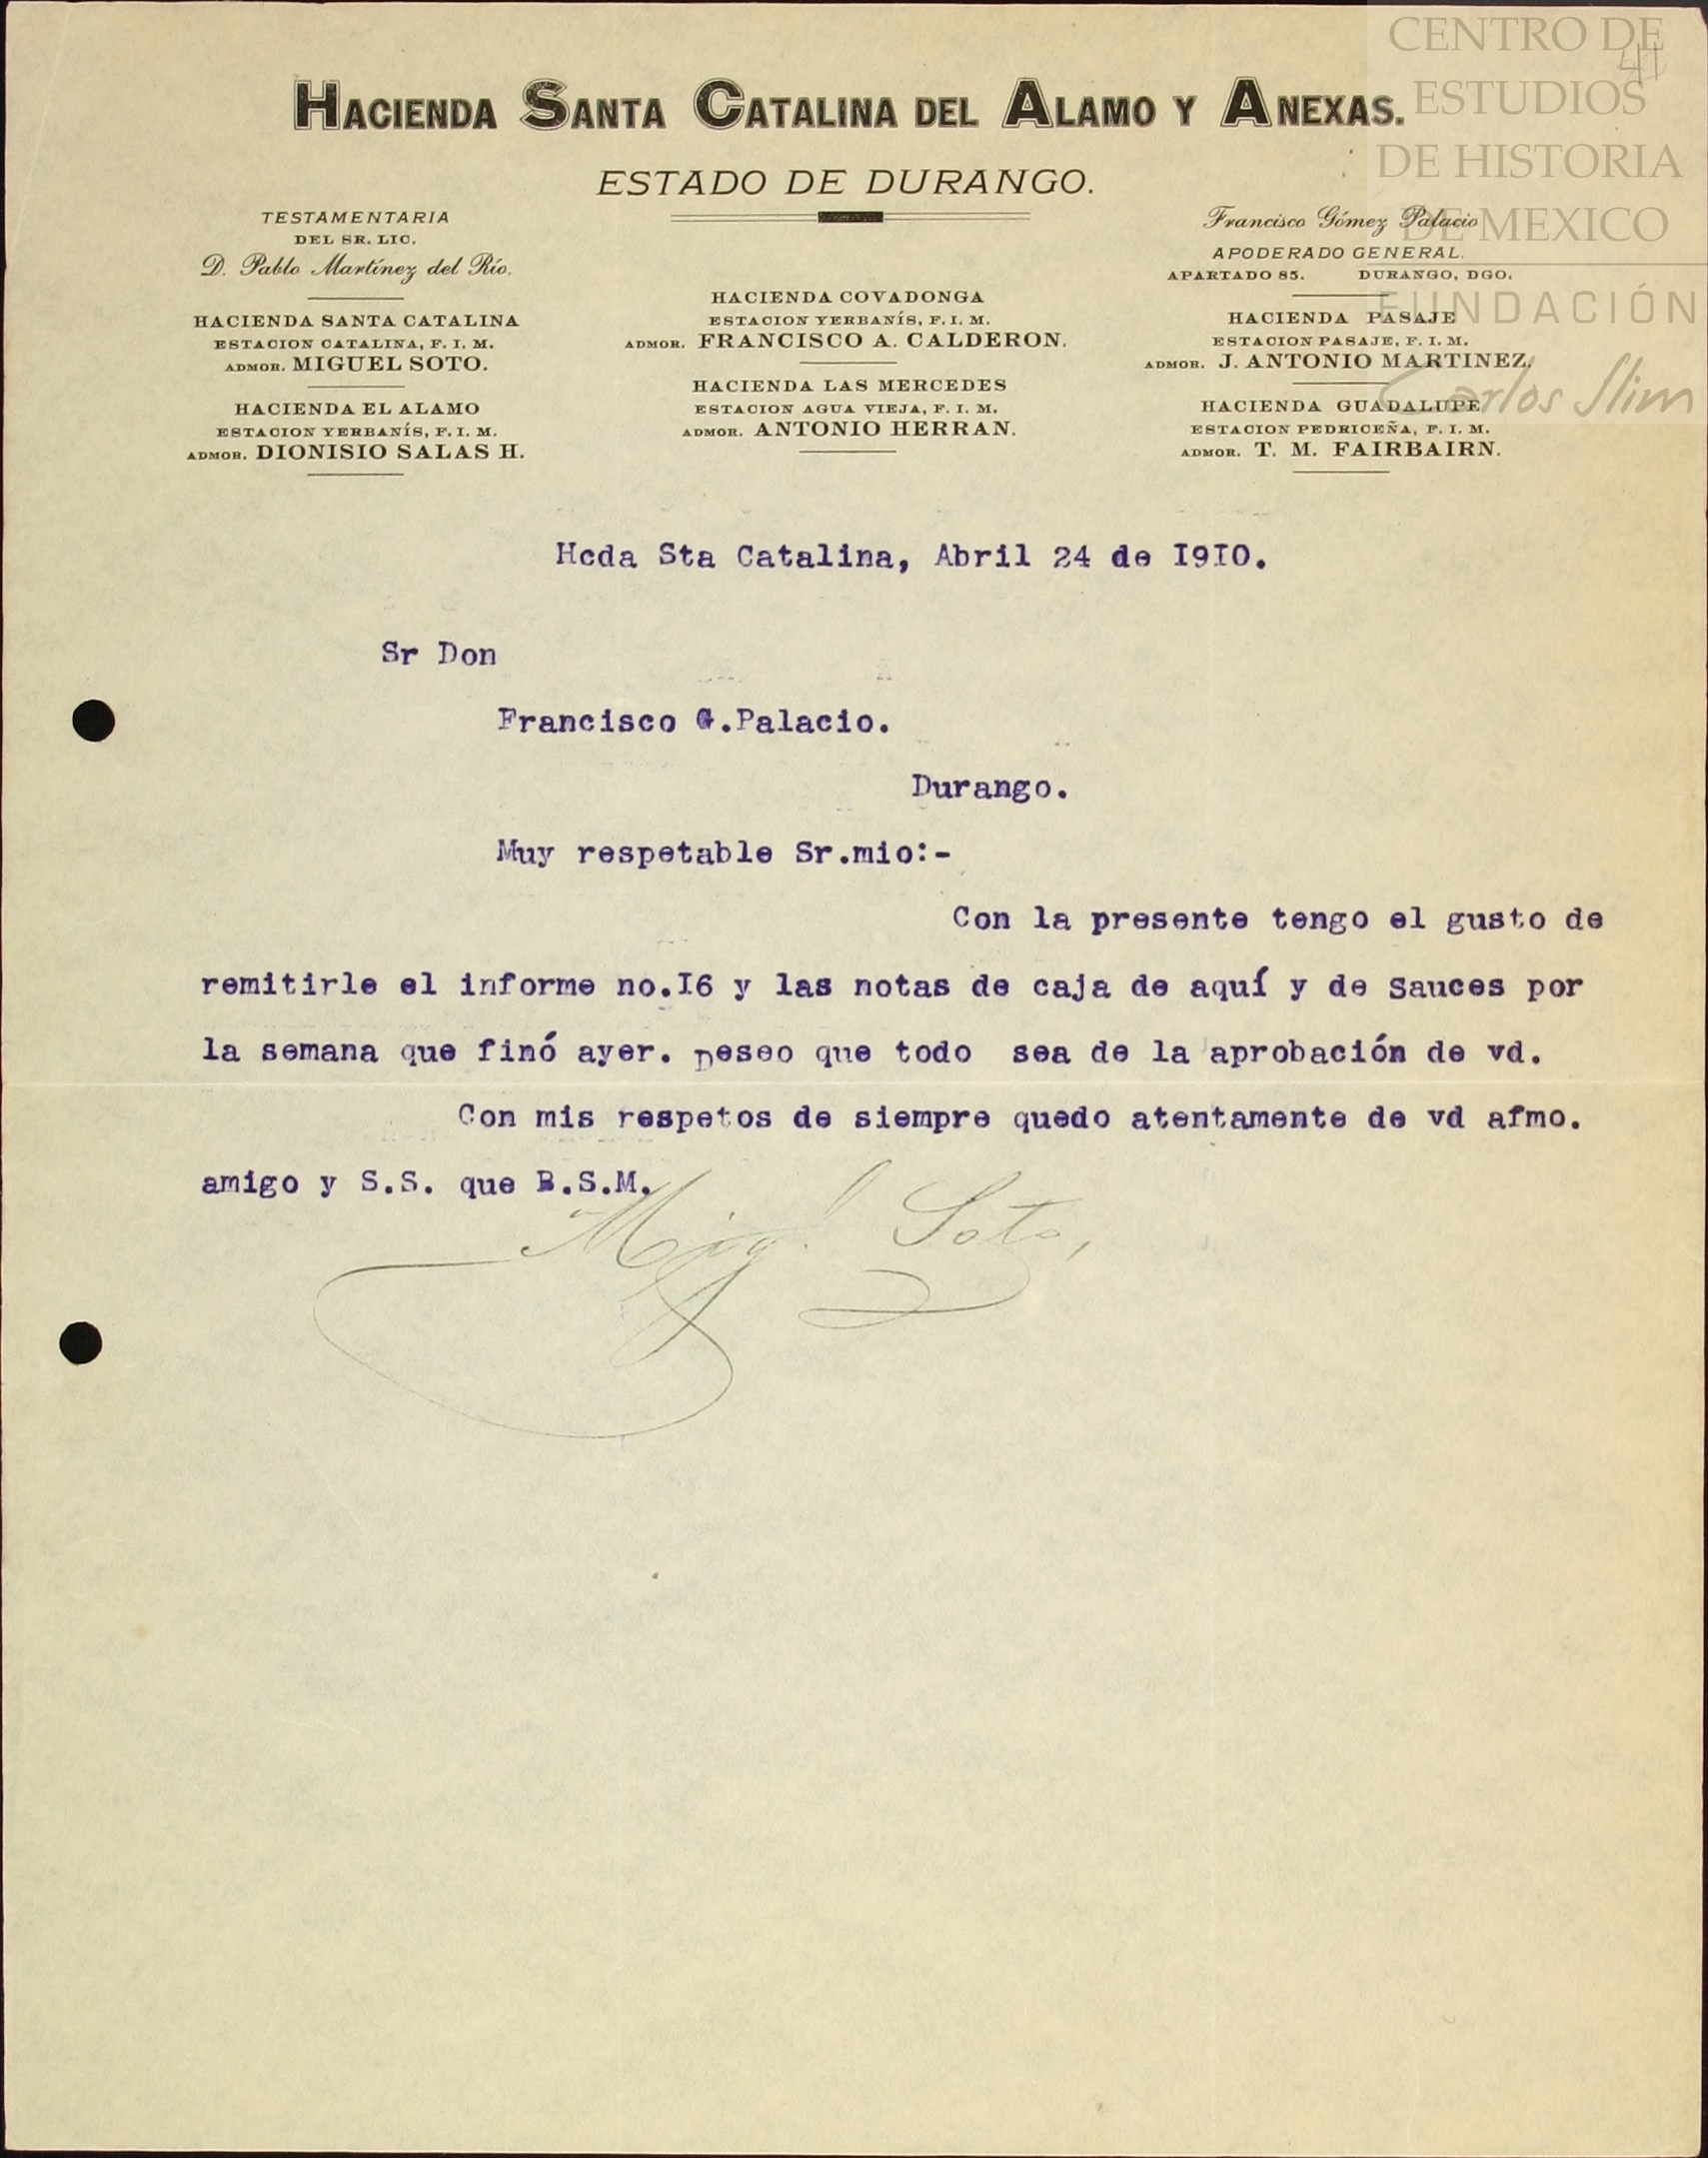 CENTRO DE
ESTUDIOS
DE HISTORIA
DE MEXICO
FUNDACIÓN
Carlos Slim
41
HACIENDA SANTA CATALINA DEL ALAMO Y ANEXAS.
ESTADO DE DURANGO.
TESTAMENTARIA
DEL SR. LIC.
D. Pablo Martínez del Río.
HACIENDA SANTA CATALINA
ESTACION CATALINA, F. I. M.
ADMOR. MIGUEL SOTO.
HACIENDA EL ALAMO
ESTACION YERBANÍS, F. I. M.
ADMOR. DIONISIO SALAS H.
HACIENDA COVADONGA
ESTACION YERBANÍS, F. I. M.
ADMOR. FRANCISCO A. CALDERON.
HACIENDA LAS MERCEDES
ESTACION AGUA VIEJA, F. I. M.
ADMOR. ANTONIO HERRAN.
Francisco Gómez Palacio
APODERADO GENERAL.
APARTADO 85. DURANGO, DGO.
HACIENDA PASAJE
ESTACION PASAJE, F. I. M.
ADMOR. J. ANTONIO MARTINEZ.
HACIENDA GUADALUPE
ESTACION PEDRICEÑA, F. I. M.
ADMOR. T. M. FAIRBAIRN.
Hcda Sta Catalina, Abril 24 de I9I0.
Sr Don
Francisco G.Palacio.
Durango.
Muy respetable Sr.mio:-
Con la presente tengo el gusto de
remitirle el informe no.I6 y las notas de caja de aquí y de Sauces por
la semana que finó ayer. Deseo que todo sea de la aprobación de vd.
Con mis respetos de siempre quedo atentamente de vd afmo.
amigo y S.S. que B.S.M.
Migl. Soto,